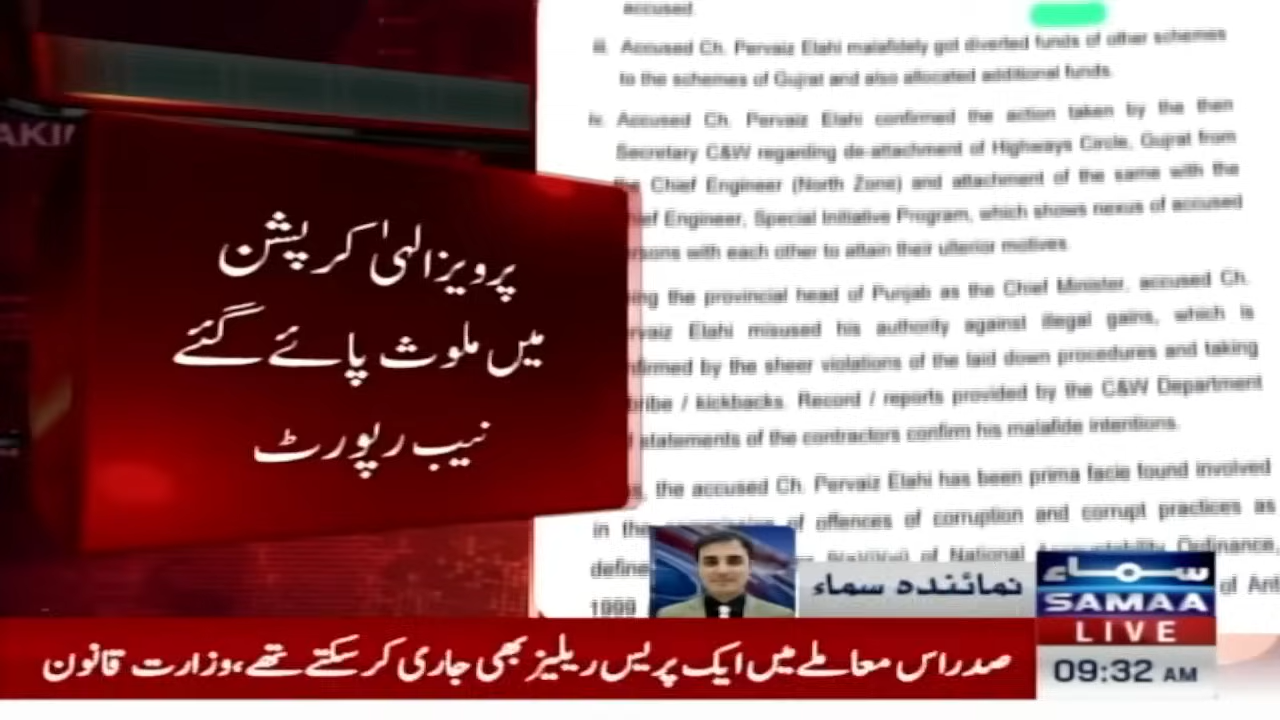 پرویز الہیٰ کرپشن
میں ملوث پائے گئے
نیب رپورٹ
accused.
iii. Accused Ch. Pervaiz Elahi malafidely got diverted funds of other schemes
to the schemes of Gujrat and also allocated additional funds.
iv. Accused Ch. Pervaiz Elahi confirmed the action taken by the then
Secretary C&W regarding de-attachment of Highways Circle, Gujrat from
Chief Engineer (North Zone) and attachment of the same with the
Engineer, Special Initiative Program, which shows nexus of accused
with each other to attain their ulterior motives.
the provincial head of Punjab as the Chief Minister, accused Ch.
Elahi misused his authority against illegal gains, which is
by the sheer violations of the laid down procedures and taking
bribe / kickbacks. Record / reports provided by the C&W Department
statements of the contractors confirm his malafide intentions.
the accused Ch. Pervaiz Elahi has been prima facie found involved
in the of offences of corruption and corrupt practices as
of National Accountability Ordinance,
1999 of Anti
نمائندہ سماء
سماء
SAMAA
LIVE
09:32 AM
صدر اس معاملے میں ایک پریس ریلیز بھی جاری کرسکتے تھے، وزارت قانون